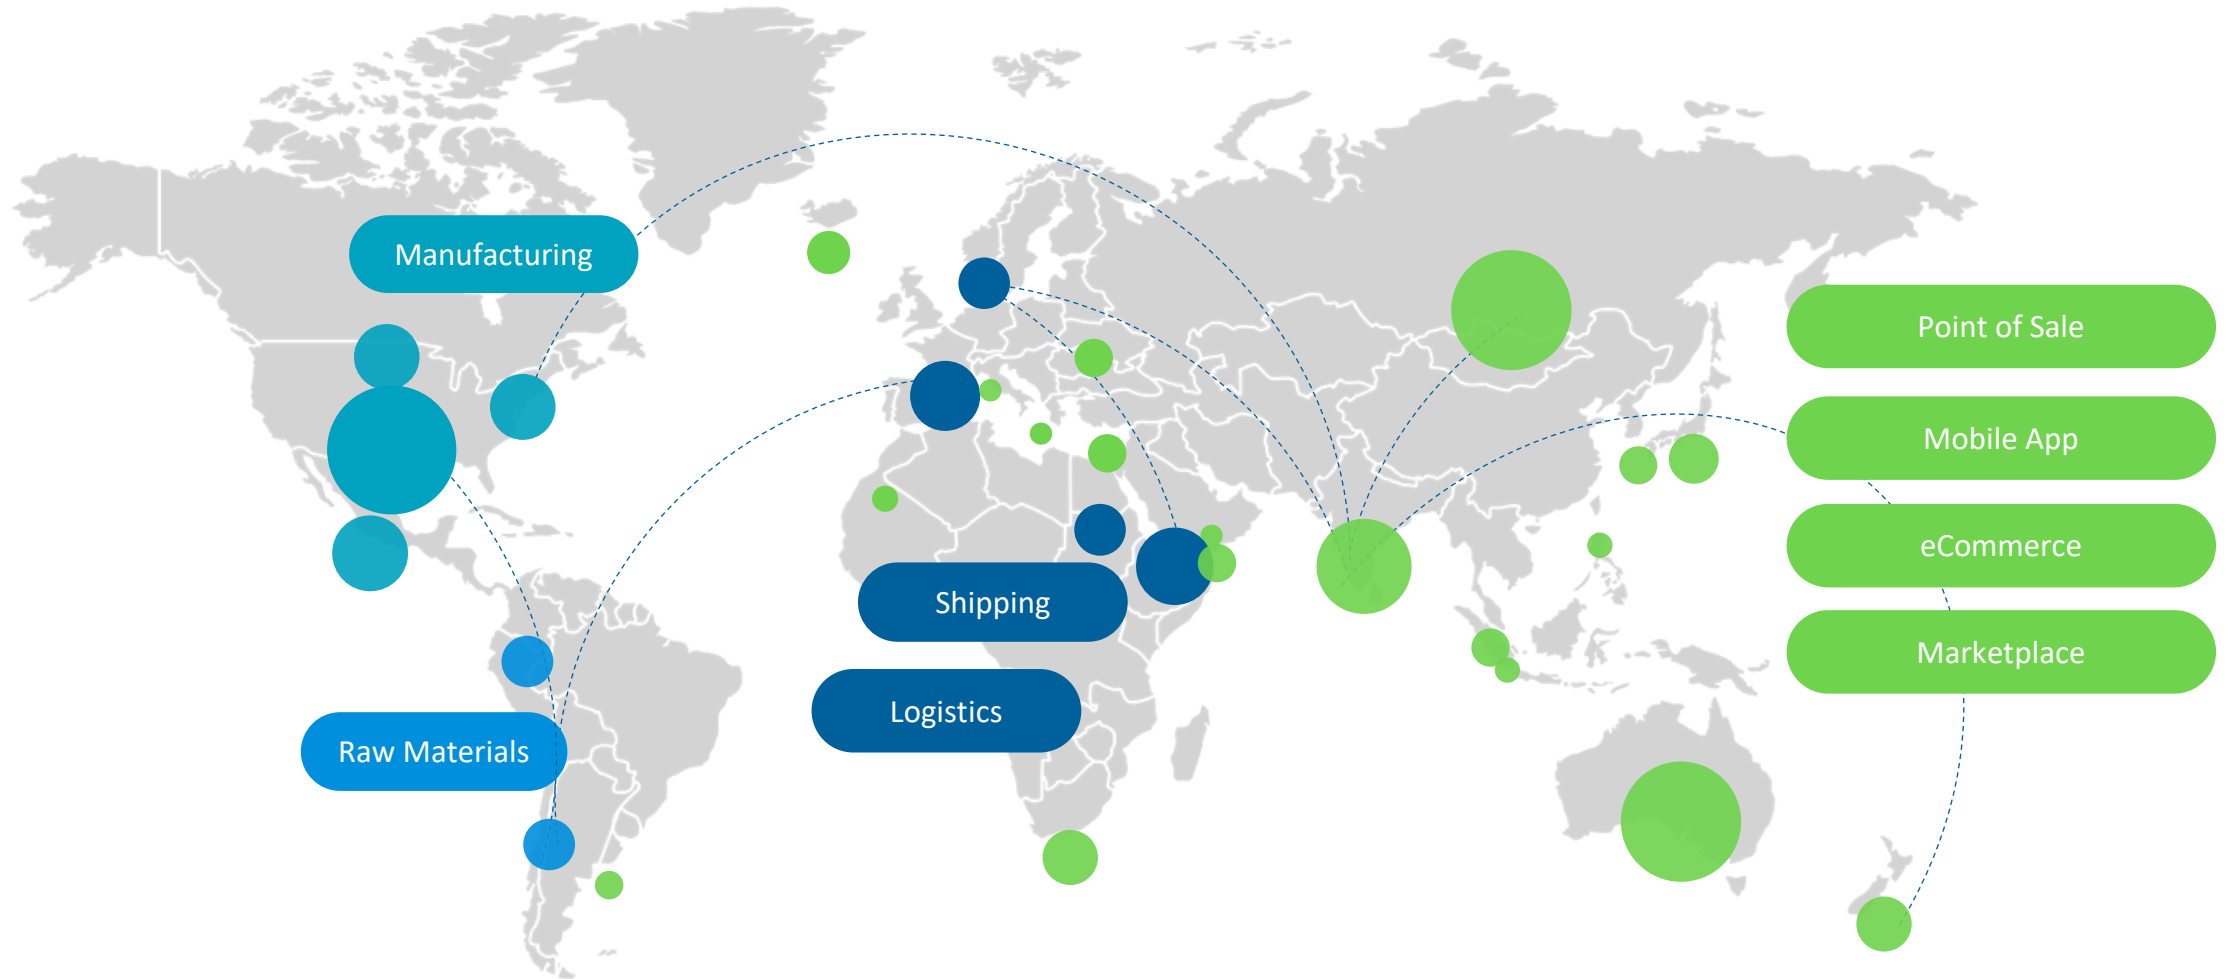 Manufacturing
Point of Sale
Mobile App
eCommerce
Shipping
Marketplace
Logistics
Raw Materials